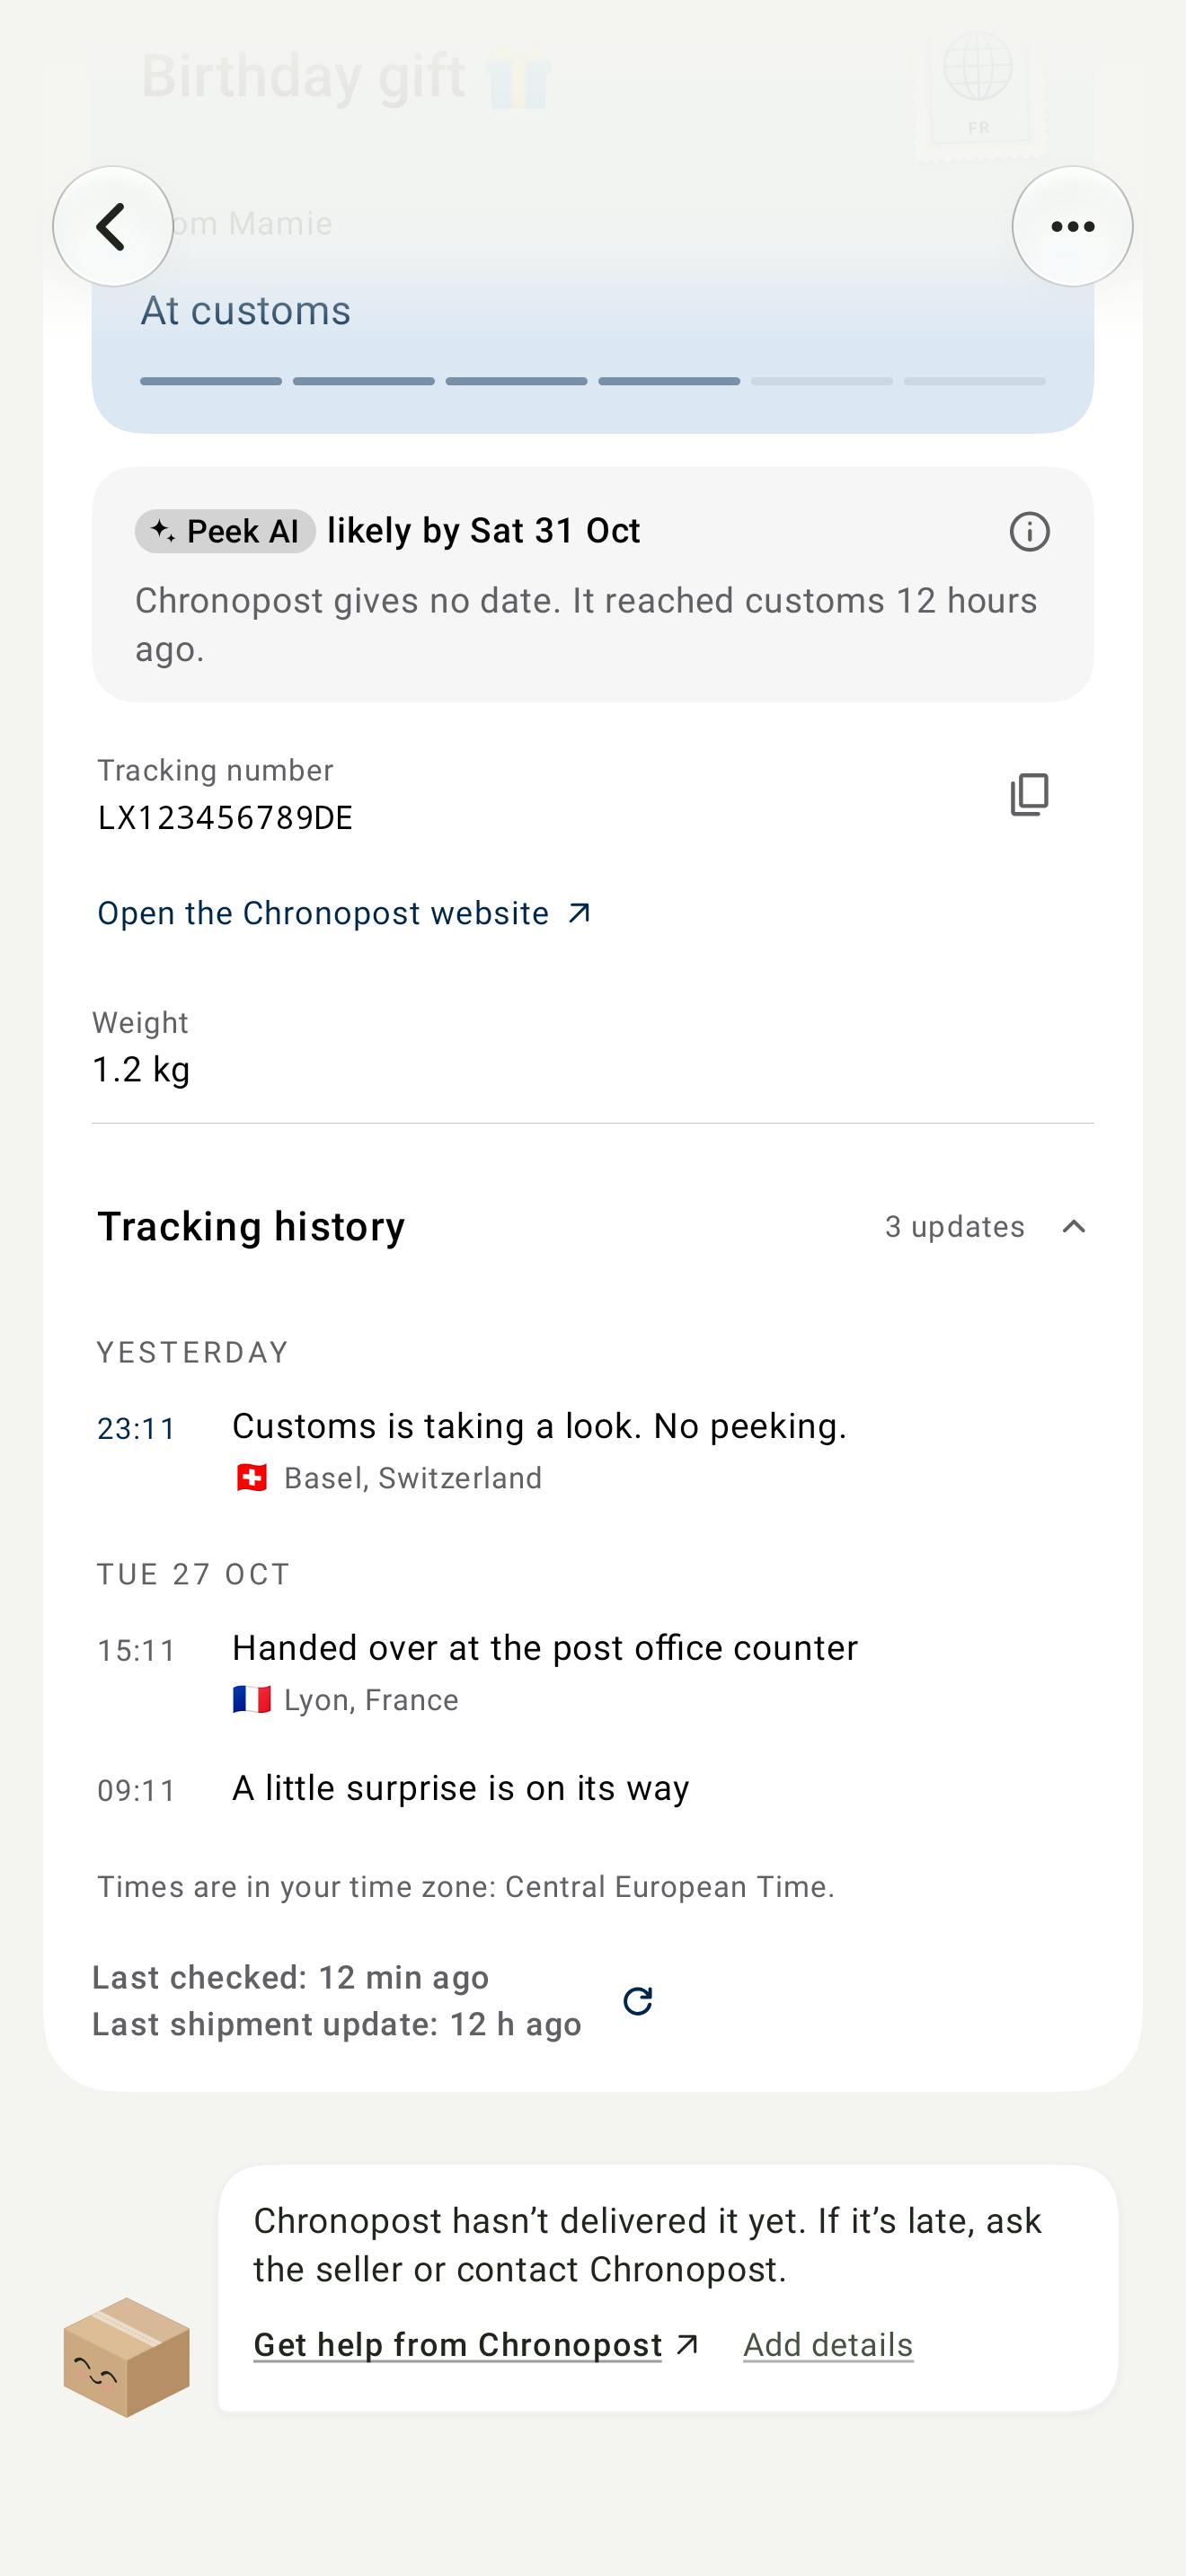 Birthday gift
FR
om Mamie
At customs
Peek AI likely by Sat 31 Oct
Chronopost gives no date. It reached customs 12 hours
ago.
Tracking number
LX123456789DE
Open the Chronopost website
Weight
1.2 kg
Tracking history
3 updates
YESTERDAY
23:11 Customs is taking a look. No peeking.
Basel, Switzerland
TUE 27 OCT
15:11 Handed over at the post office counter
Lyon, France
09:11 A little surprise is on its way
Times are in your time zone: Central European Time.
Last checked: 12 min ago
Last shipment update: 12 h ago
Chronopost hasn’t delivered it yet. If it’s late, ask
the seller or contact Chronopost.
Get help from Chronopost Add details